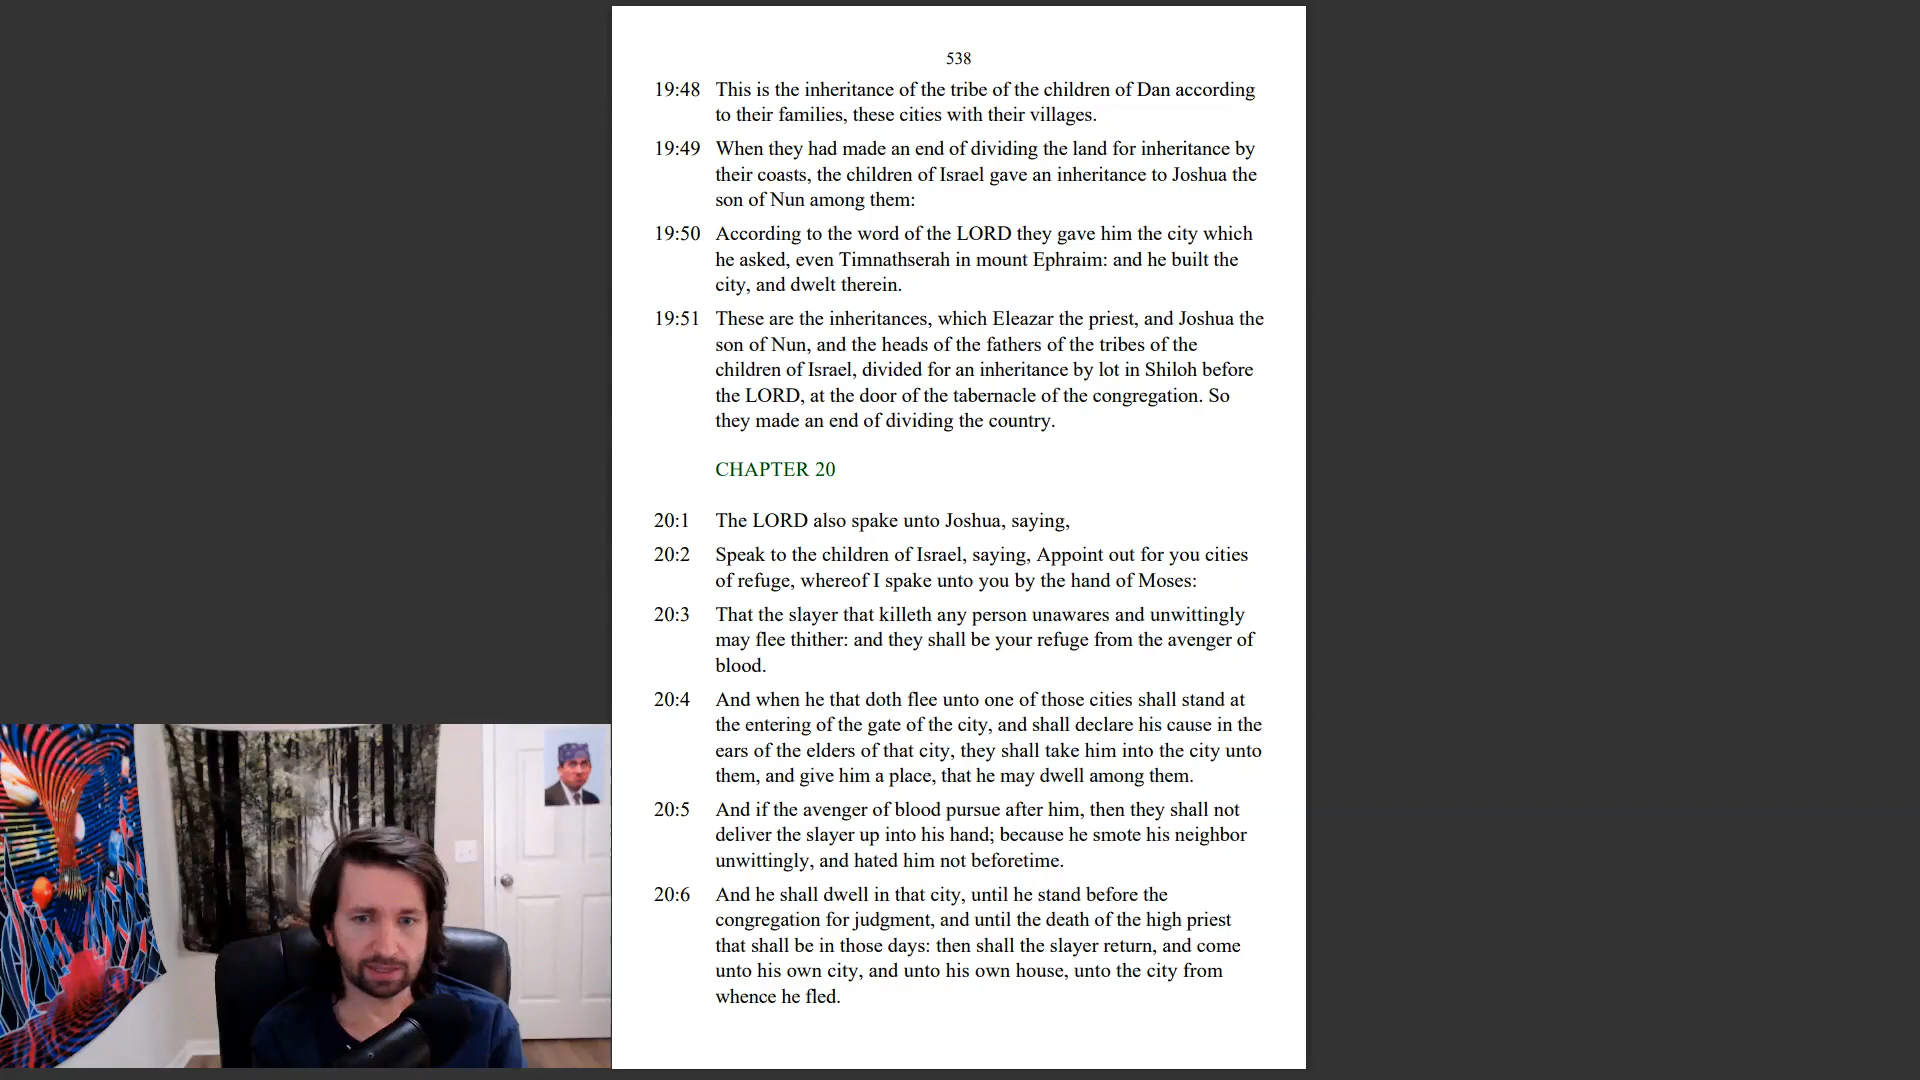 538
19:48 This is the inheritance of the tribe of the children of Dan according
to their families, these cities with their villages.
19:49 When they had made an end of dividing the land for inheritance by
their coasts, the children of Israel gave an inheritance to Joshua the
son of Nun among them:
19:50 According to the word of the LORD they gave him the city which
he asked, even Timnathserah in mount Ephraim: and he built the
city, and dwelt therein.
19:51 These are the inheritances, which Eleazar the priest, and Joshua the
son of Nun, and the heads of the fathers of the tribes of the
children of Israel, divided for an inheritance by lot in Shiloh before
the LORD, at the door of the tabernacle of the congregation. So
they made an end of dividing the country.
CHAPTER 20
20:1 The LORD also spake unto Joshua, saying,
20:2 Speak to the children of Israel, saying, Appoint out for you cities
of refuge, whereof I spake unto you by the hand of Moses:
20:3 That the slayer that killeth any person unawares and unwittingly
may flee thither: and they shall be your refuge from the avenger of
blood.
20:4 And when he that doth flee unto one of those cities shall stand at
the entering of the gate of the city, and shall declare his cause in the
ears of the elders of that city, they shall take him into the city unto
them, and give him a place, that he may dwell among them.
20:5 And if the avenger of blood pursue after him, then they shall not
deliver the slayer up into his hand; because he smote his neighbor
unwittingly, and hated him not beforetime.
20:6 And he shall dwell in that city, until he stand before the
congregation for judgment, and until the death of the high priest
that shall be in those days: then shall the slayer return, and come
unto his own city, and unto his own house, unto the city from
whence he fled.